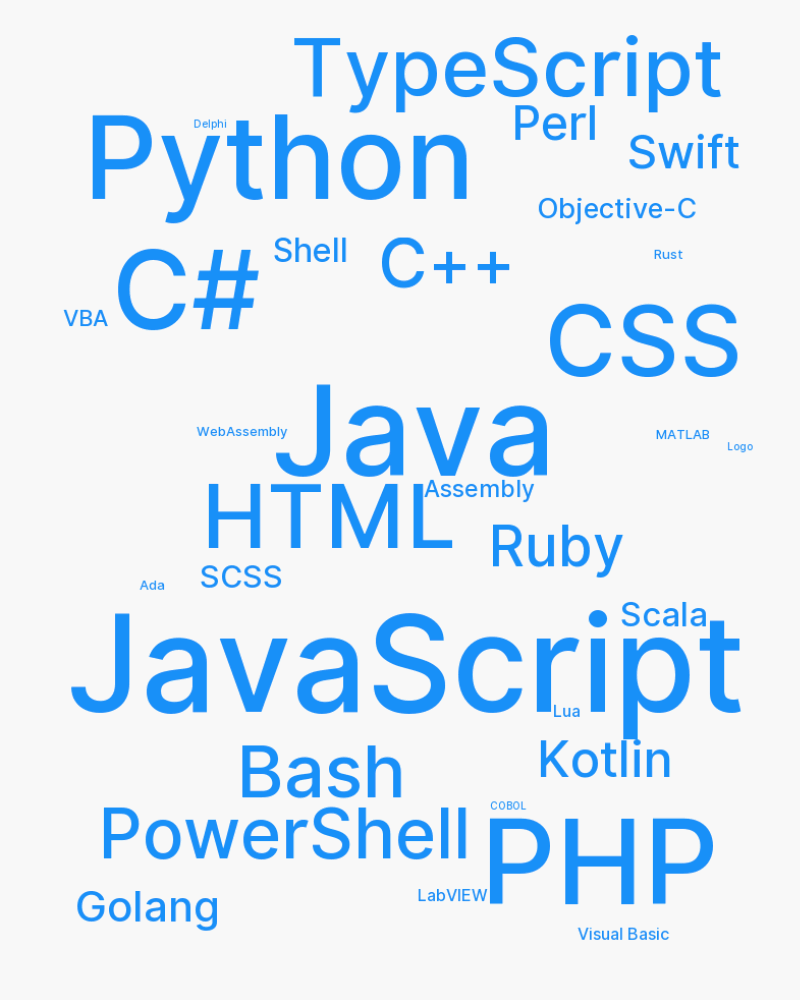 TypeScript
Perl
Delphi
Python
Swift
Objective-C
Shell
C++
Rust
C#
VBA
CSS
Java
WebAssembly
MATLAB
Logo
Assembly
HTML
Ruby
SCSS
Ada
Scala
JavaScript
Lua
Kotlin
Bash
COBOL
PowerShell
PHP
LabVIEW
Golang
Visual Basic